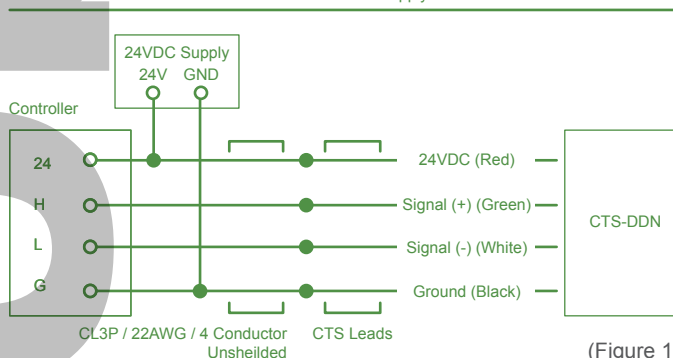 24VDC Supply
24V GND
Controller
24 24VDC (Red)
H Signal (+) (Green)
CTS-DDN
L Signal (-) (White)
G Ground (Black)
CL3P / 22AWG / 4 Conductor CTS Leads
Unsheilded
(Figure 1